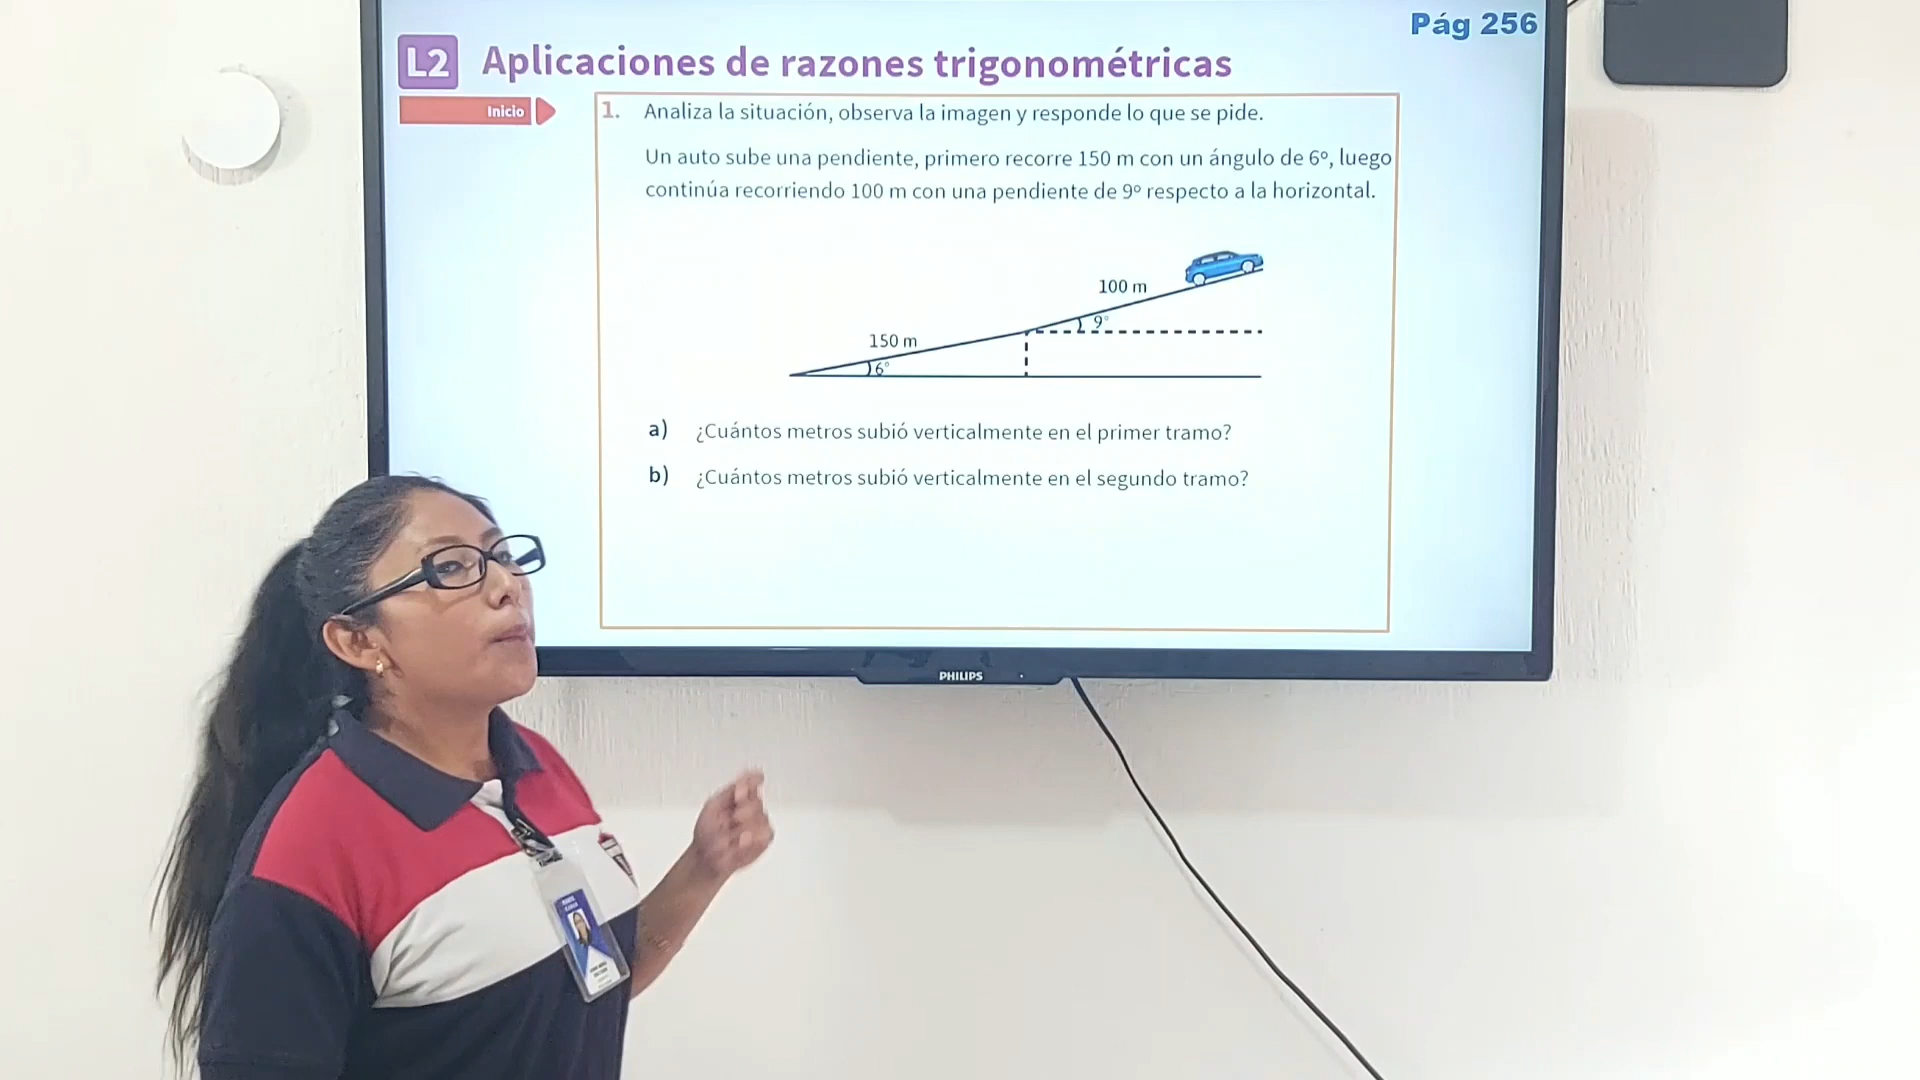 Pág 256
L2 Aplicaciones de razones trigonométricas
Inicio
1. Analiza la situación, observa la imagen y responde lo que se pide.
Un auto sube una pendiente, primero recorre 150 m con un ángulo de 6º, luego
continúa recorriendo 100 m con una pendiente de 9º respecto a la horizontal.
100 m
9°
150 m
6°
a) ¿Cuántos metros subió verticalmente en el primer tramo?
b) ¿Cuántos metros subió verticalmente en el segundo tramo?
PHILIPS